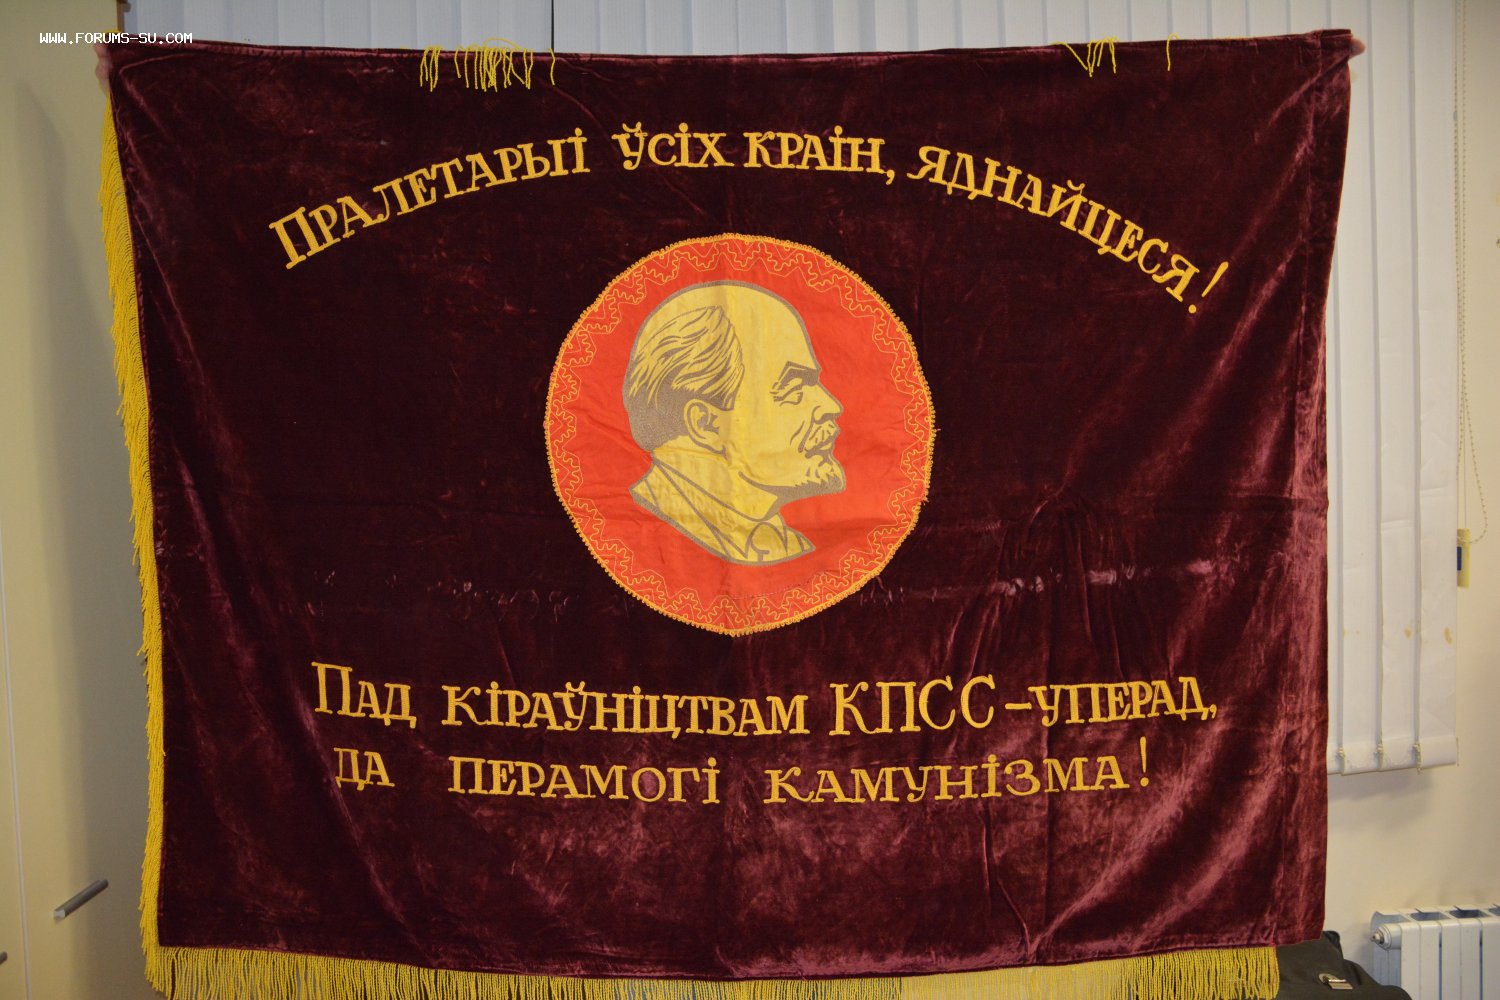 WWW.FORUMS-SU.COM
Пралетарыі ўсіх краін, яднайцеся!
Пад кіраўніцтвам КПСС – уперад,
да перамогі камунізма!